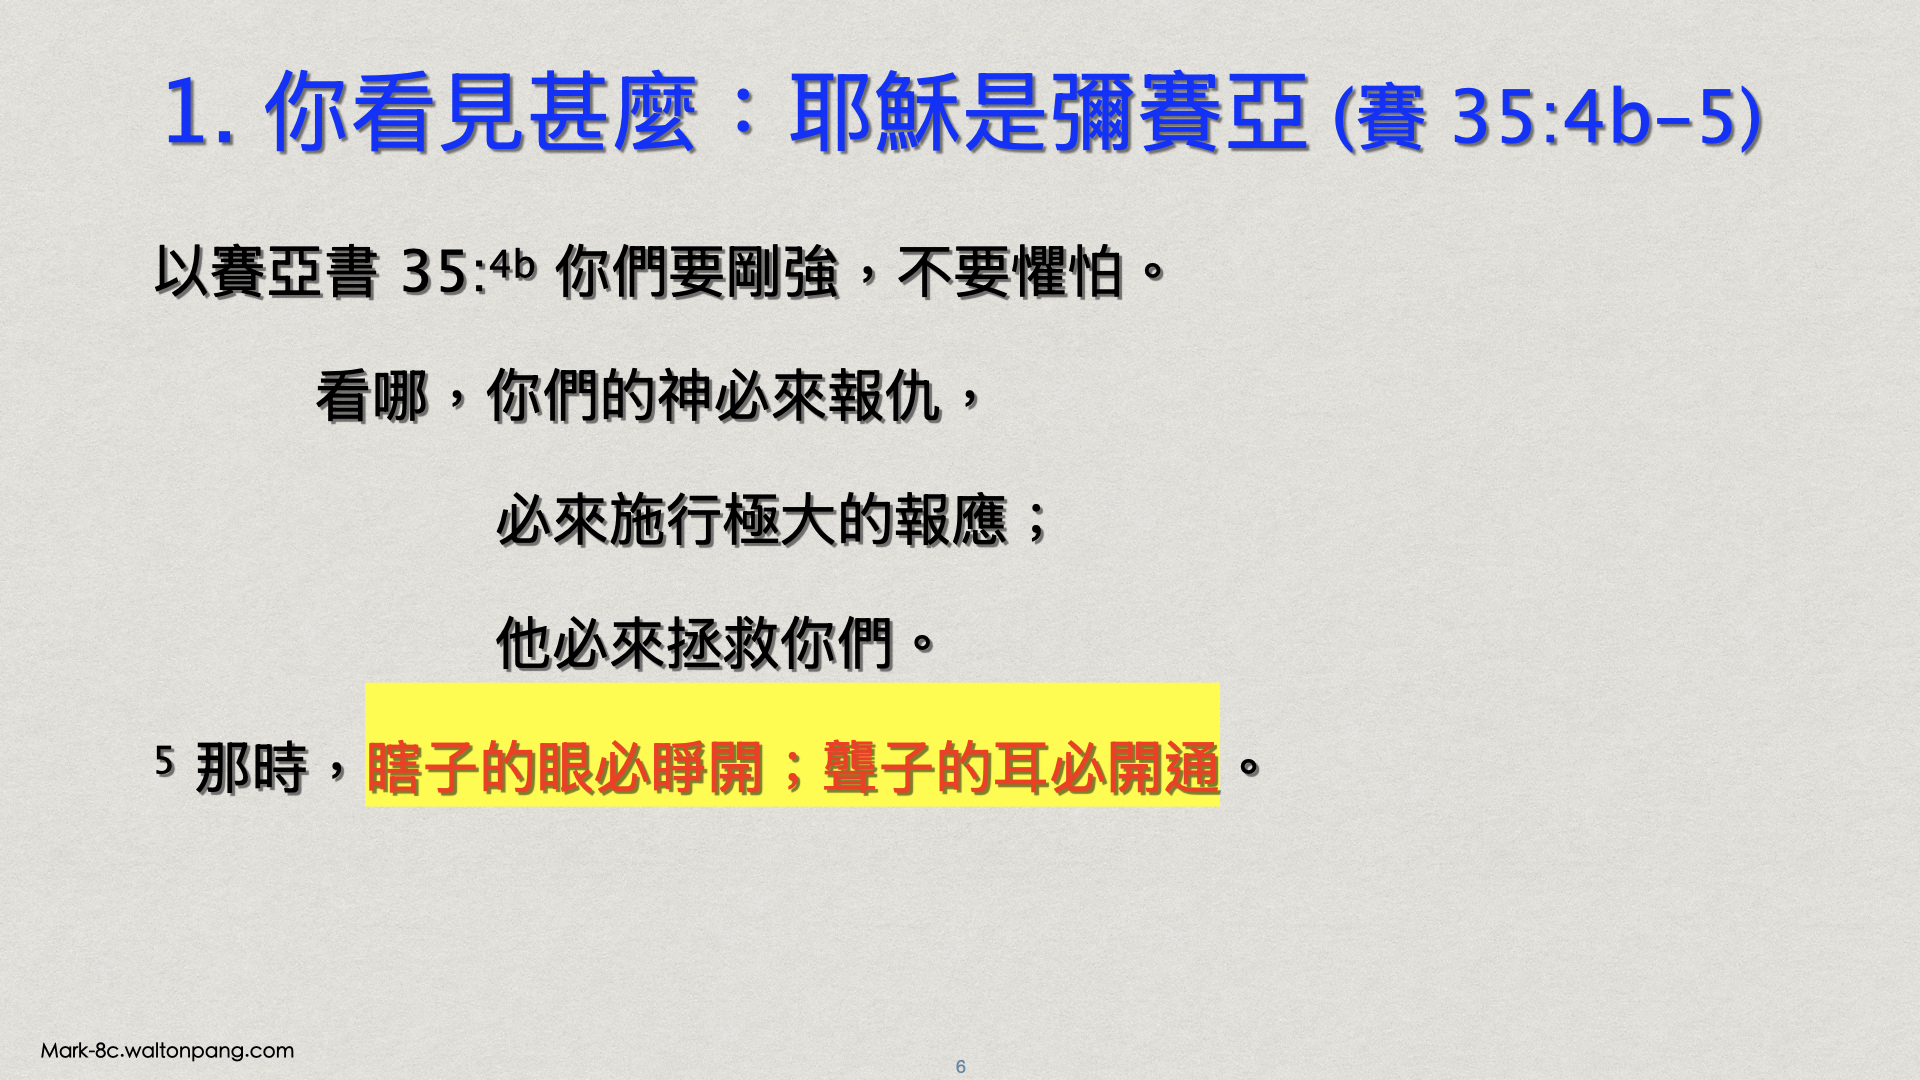 1. 你看見甚麼：耶穌是彌賽亞 (賽 35:4b-5)
以賽亞書 35:4b 你們要剛強，不要懼怕。
看哪，你們的神必來報仇，
必來施行極大的報應；
他必來拯救你們。
5 那時，瞎子的眼必睜開；聾子的耳必開通。
Mark-8c.waltonpang.com
6